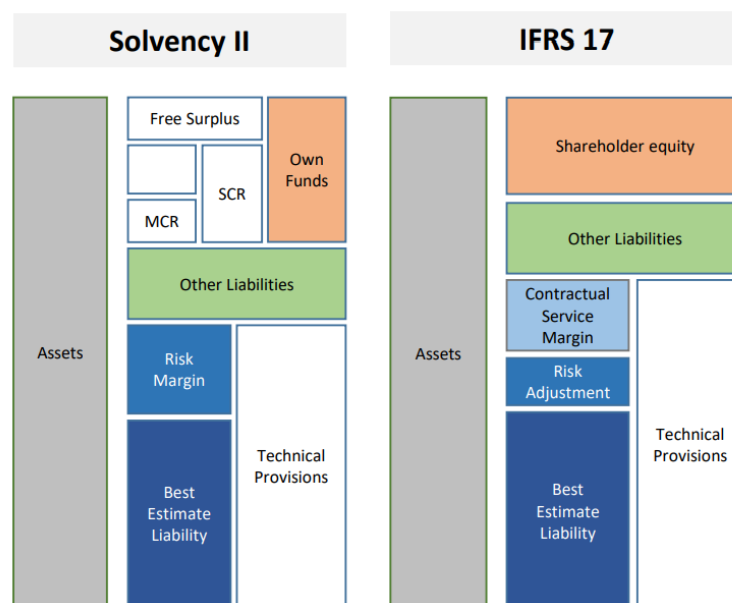 Solvency II
Assets
Free Surplus
Own
Funds
SCR
MCR
Other Liabilities
Risk
Margin
Technical
Provisions
Best
Estimate
Liability
IFRS 17
Assets
Shareholder equity
Other Liabilities
Contractual
Service
Margin
Risk
Adjustment
Technical
Provisions
Best
Estimate
Liability